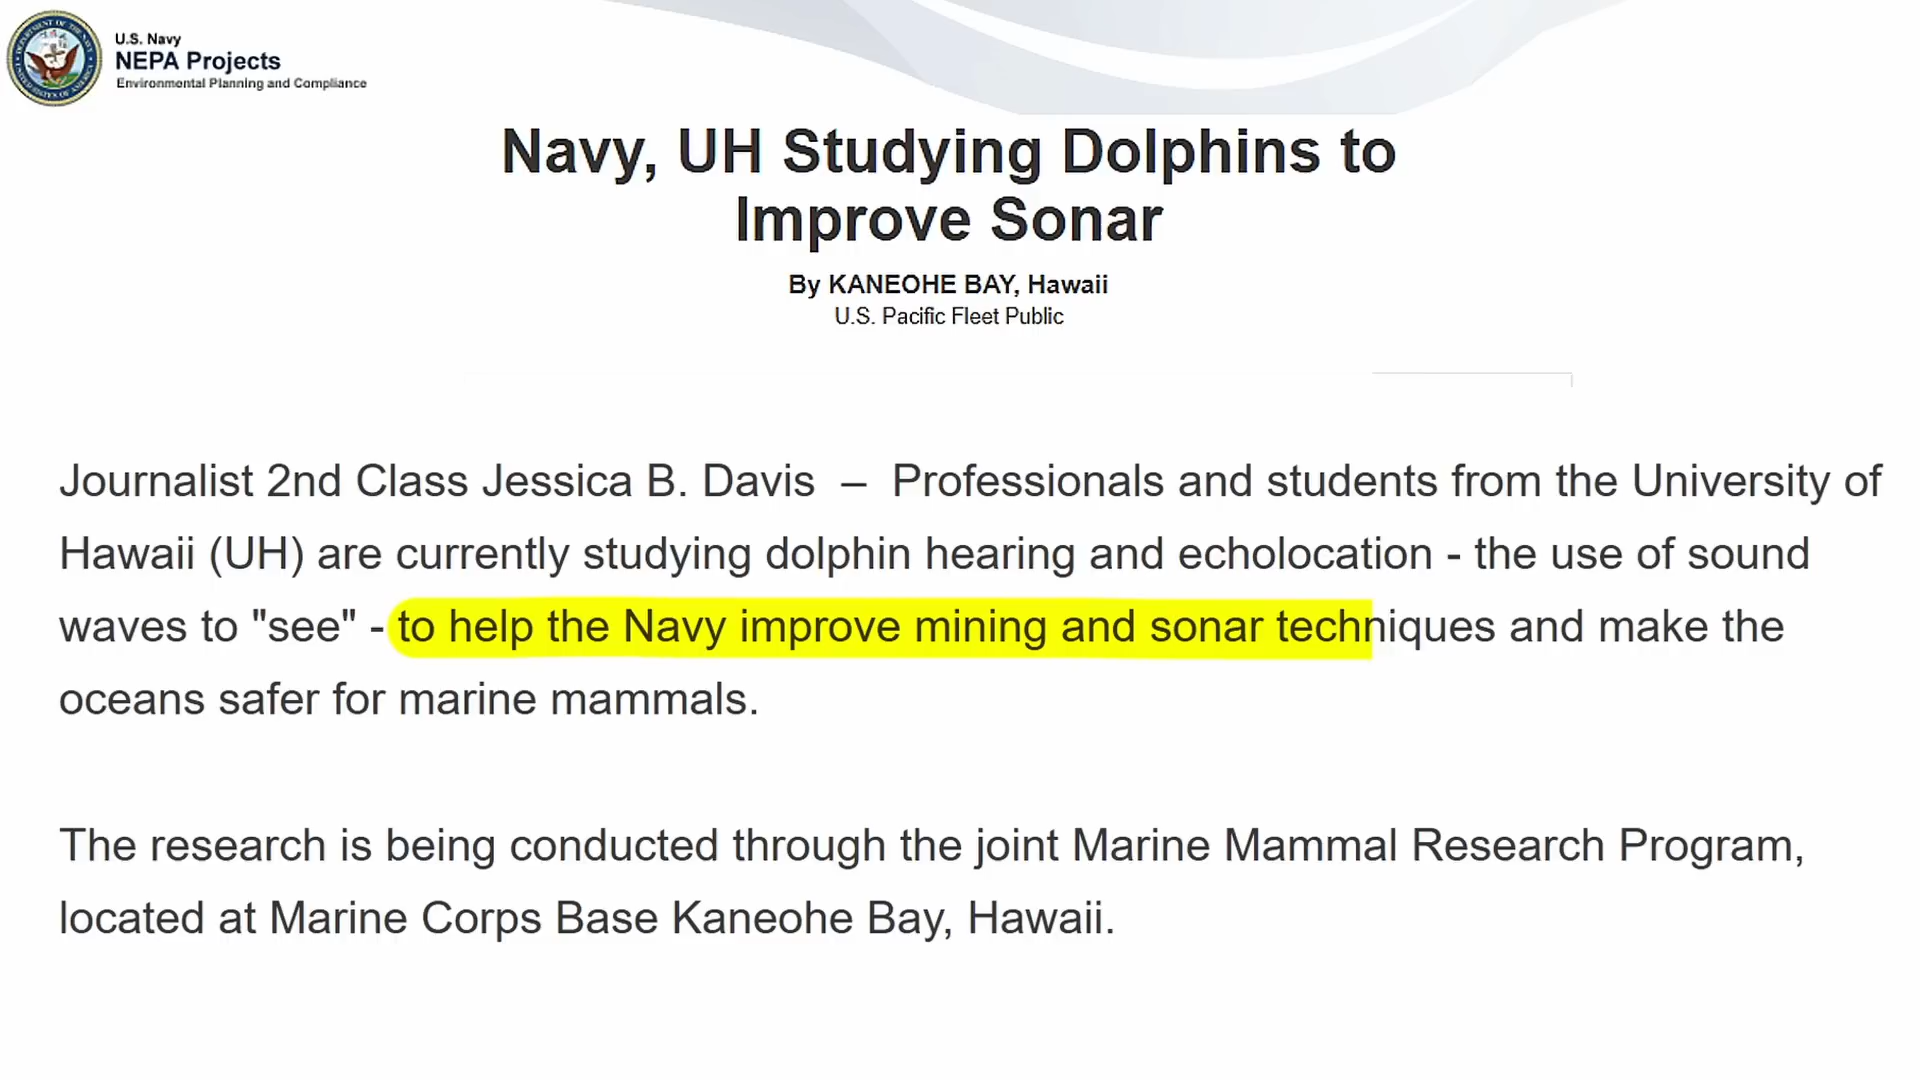 U.S. Navy
NEPA Projects
Environmental Planning and Compliance
Navy, UH Studying Dolphins to
Improve Sonar
By KANEOHE BAY, Hawaii
U.S. Pacific Fleet Public
Journalist 2nd Class Jessica B. Davis – Professionals and students from the University of
Hawaii (UH) are currently studying dolphin hearing and echolocation - the use of sound
waves to "see" - to help the Navy improve mining and sonar techniques and make the
oceans safer for marine mammals.
The research is being conducted through the joint Marine Mammal Research Program,
located at Marine Corps Base Kaneohe Bay, Hawaii.